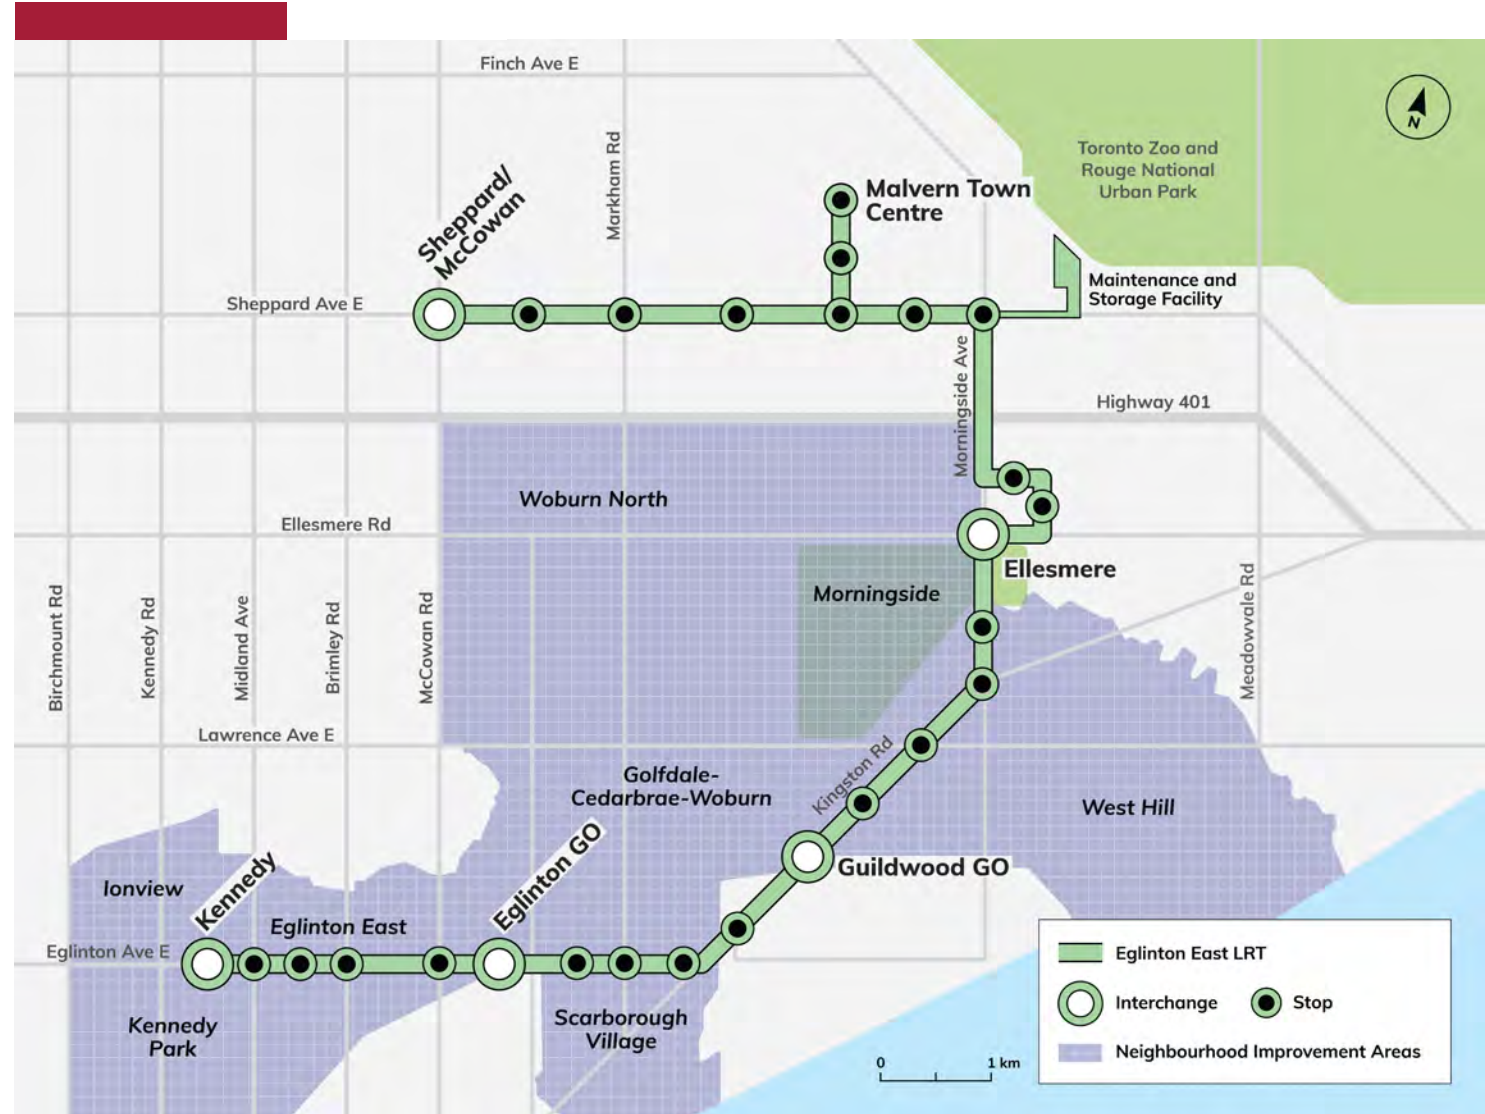 Finch Ave E
N
Markham Rd
Toronto Zoo and
Rouge National
Urban Park
Sheppard/
McCowan
Malvern Town
Centre
Maintenance and
Storage Facility
Sheppard Ave E
Morningside Ave
Highway 401
Woburn North
Ellesmere Rd
Ellesmere
Morningside
Birchmount Rd
Kennedy Rd
Midland Ave
Brimley Rd
McCowan Rd
Meadowvale Rd
Lawrence Ave E
Kingston Rd
Golfdale-
Cedarbrae-Woburn
West Hill
Guildwood GO
Ionview
Kennedy
Eglinton GO
Eglinton East
Eglinton Ave E
Kennedy
Park
Scarborough
Village
0 1 km
Eglinton East LRT
Interchange
Stop
Neighbourhood Improvement Areas